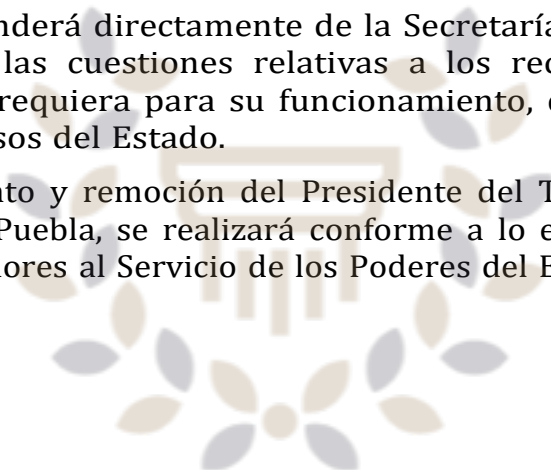 nderá directamente de la Secretaría
las cuestiones relativas a los rec
requiera para su funcionamiento, 
sos del Estado.
nto y remoción del Presidente del T
Puebla, se realizará conforme a lo e
lores al Servicio de los Poderes del E